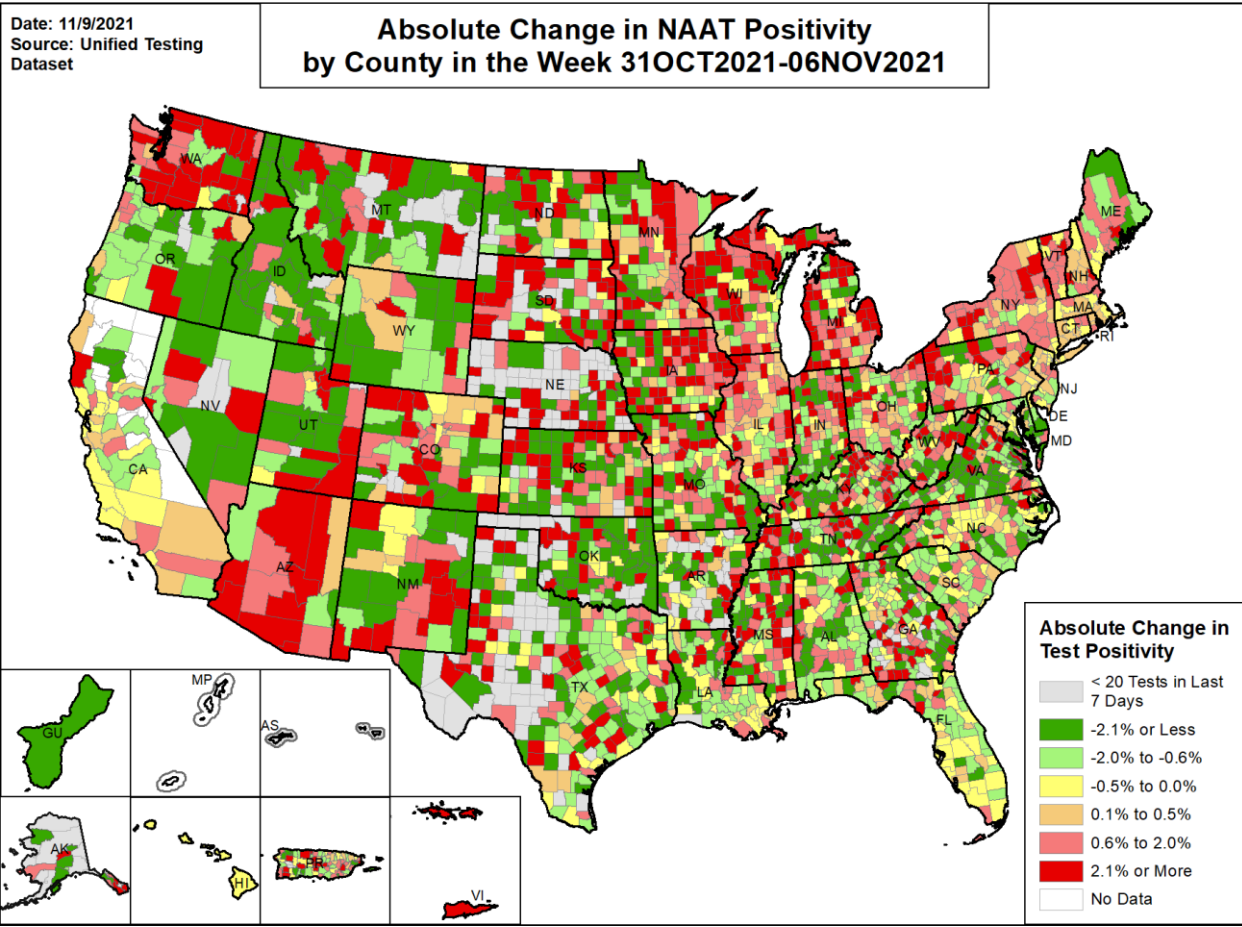 Date: 11/9/2021
Source: Unified Testing
Dataset
Absolute Change in NAAT Positivity
by County in the Week 31OCT2021-06NOV2021
WA
MT
ND
MN
ME
OR
ID
SD
WI
VT
NH
NY
MA
WY
MI
CT
RI
IA
NE
PA
NV
OH
NJ
UT
IL
IN
DE
CO
WV
MD
CA
KS
MO
VA
KY
NC
OK
TN
AZ
NM
AR
SC
MS
AL
GA
TX
LA
FL
MP
GU
AS
AK
HI
PR
VI
Absolute Change in
Test Positivity
< 20 Tests in Last
7 Days
-2.1% or Less
-2.0% to -0.6%
-0.5% to 0.0%
0.1% to 0.5%
0.6% to 2.0%
2.1% or More
No Data